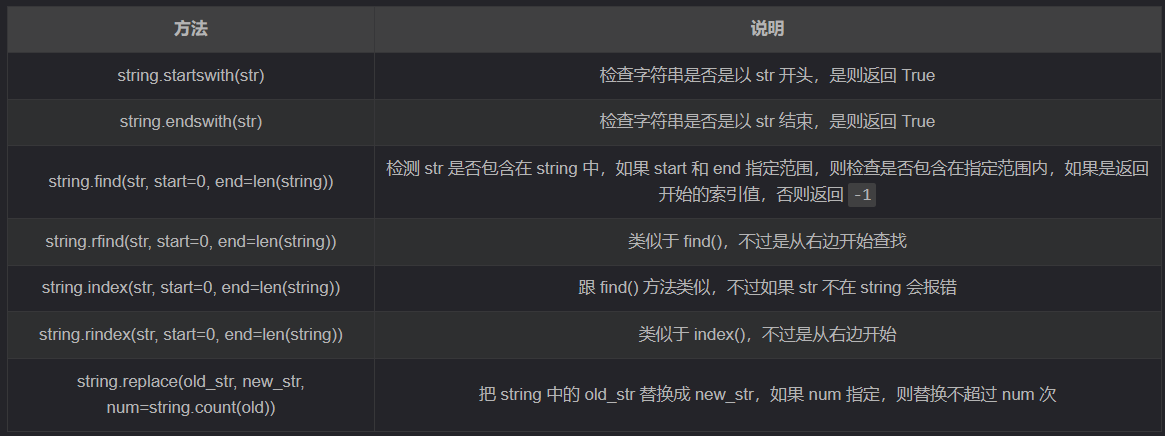 方法 说明
string.startswith(str) 检查字符串是否是以 str 开头，是则返回 True
string.endswith(str) 检查字符串是否是以 str 结束，是则返回 True
string.find(str, start=0, end=len(string)) 检测 str 是否包含在 string 中，如果 start 和 end 指定范围，则检查是否包含在指定范围内，如果是返回
开始的索引值，否则返回 -1
string.rfind(str, start=0, end=len(string)) 类似于 find()，不过是从右边开始查找
string.index(str, start=0, end=len(string)) 跟 find() 方法类似，不过如果 str 不在 string 会报错
string.rindex(str, start=0, end=len(string)) 类似于 index()，不过是从右边开始
string.replace(old_str, new_str,
num=string.count(old)) 把 string 中的 old_str 替换成 new_str，如果 num 指定，则替换不超过 num 次